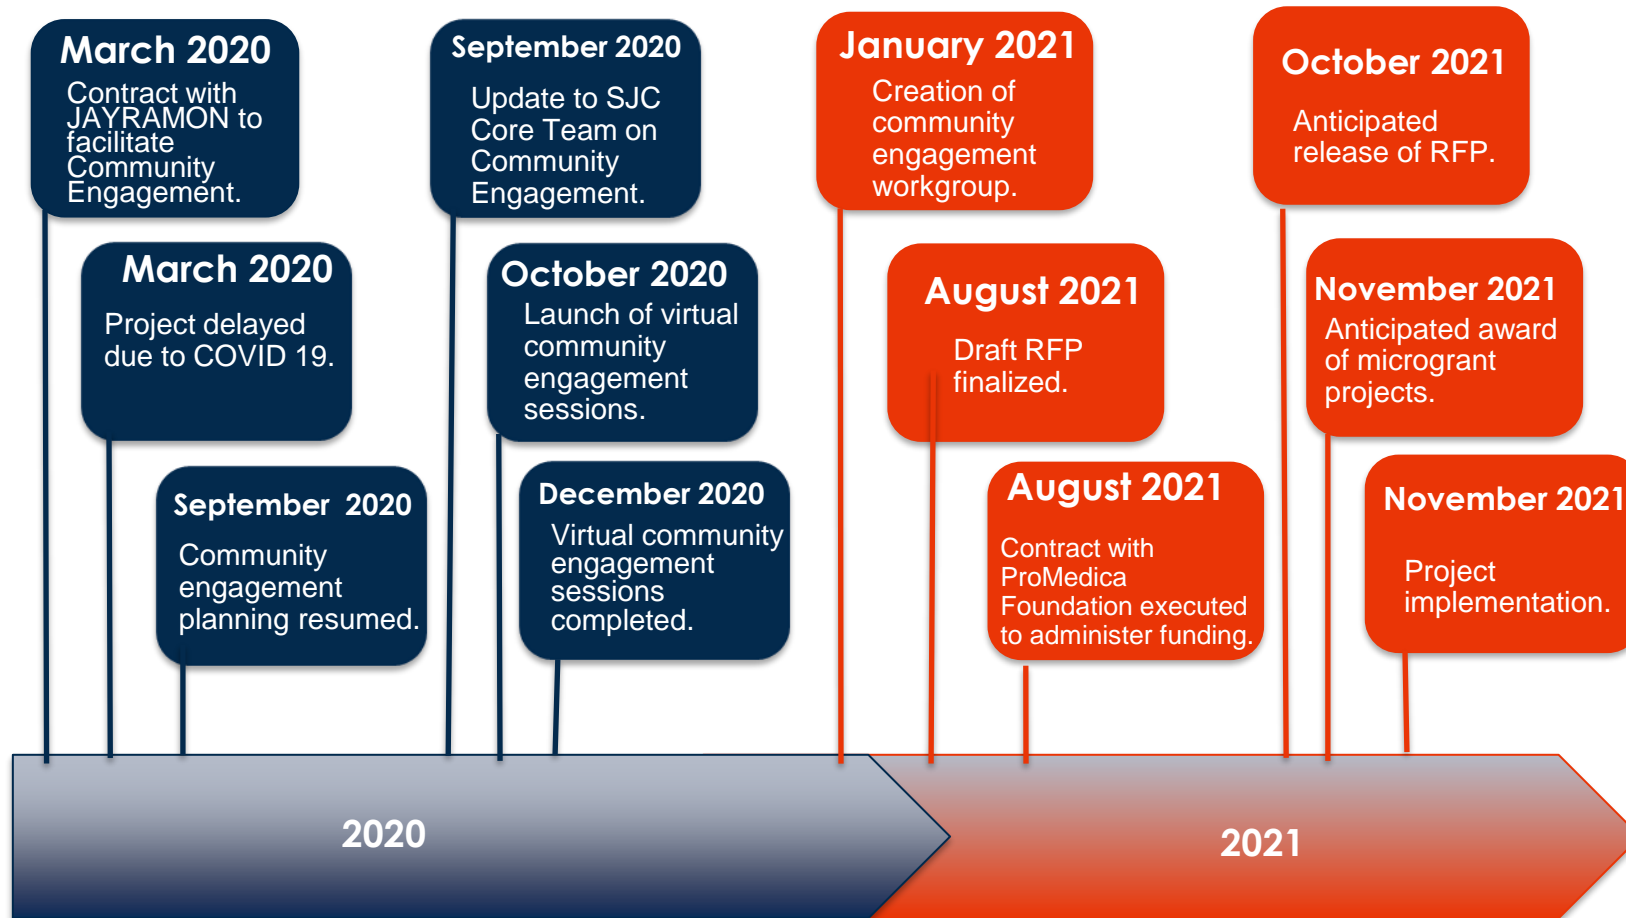 March 2020
Contract with
JAYRAMON to
facilitate
Community
Engagement.
March 2020
Project delayed
due to COVID 19.
September 2020
Community
engagement
planning resumed.
September 2020
Update to SJC
Core Team on
Community
Engagement.
October 2020
Launch of virtual
community
engagement
sessions.
December 2020
Virtual community
engagement
sessions
completed.
January 2021
Creation of
community
engagement
workgroup.
August 2021
Draft RFP
finalized.
August 2021
Contract with
ProMedica
Foundation executed
to administer funding.
October 2021
Anticipated
release of RFP.
November 2021
Anticipated award
of microgrant
projects.
November 2021
Project
implementation.
2020
2021